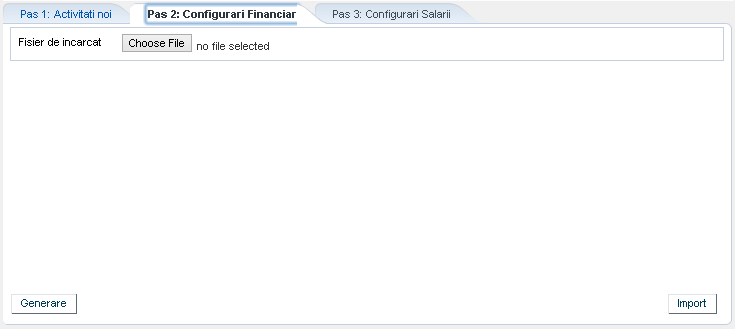 Pas 1: Activitati noi Pas 2: Configurari Financiar Pas 3: Configurari Salarii
Fisier de incarcat Choose File no file selected
Generare Import